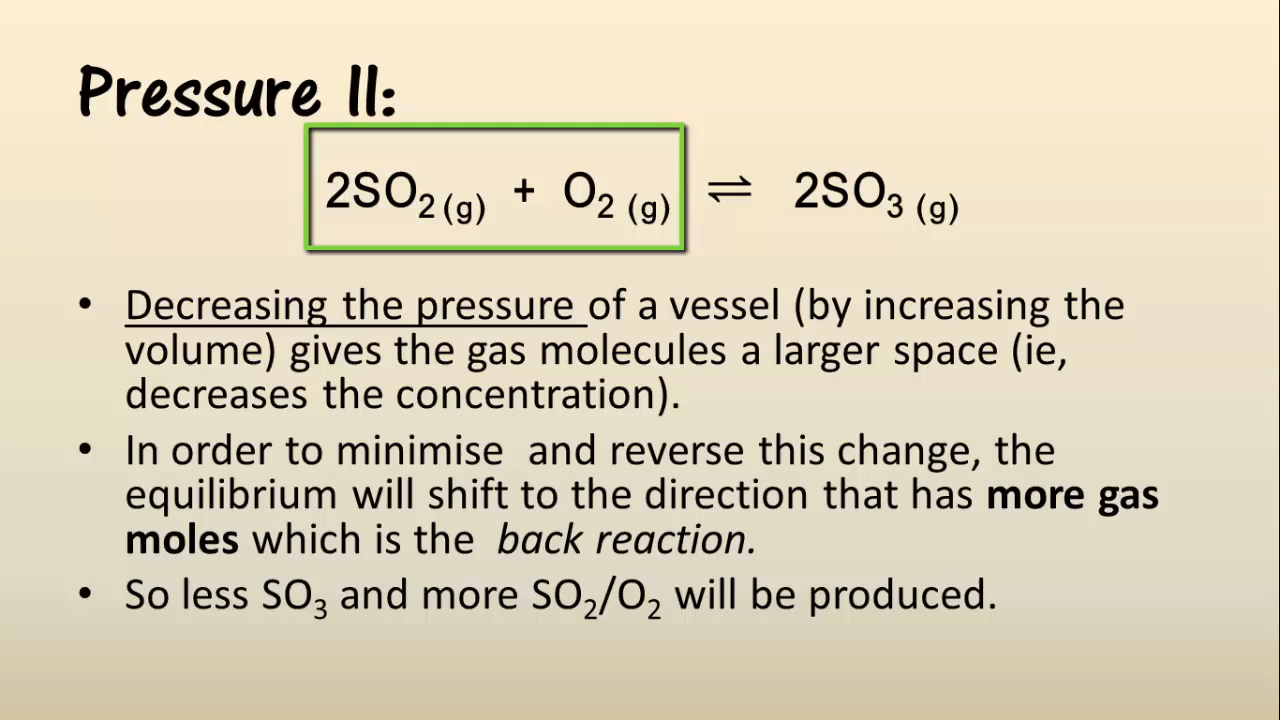 Pressure II:
2SO₂ (g) + O₂ (g) ⇌ 2SO₃ (g)
• Decreasing the pressure of a vessel (by increasing the
volume) gives the gas molecules a larger space (ie,
decreases the concentration).
• In order to minimise and reverse this change, the
equilibrium will shift to the direction that has more gas
moles which is the back reaction.
• So less SO₃ and more SO₂/O₂ will be produced.